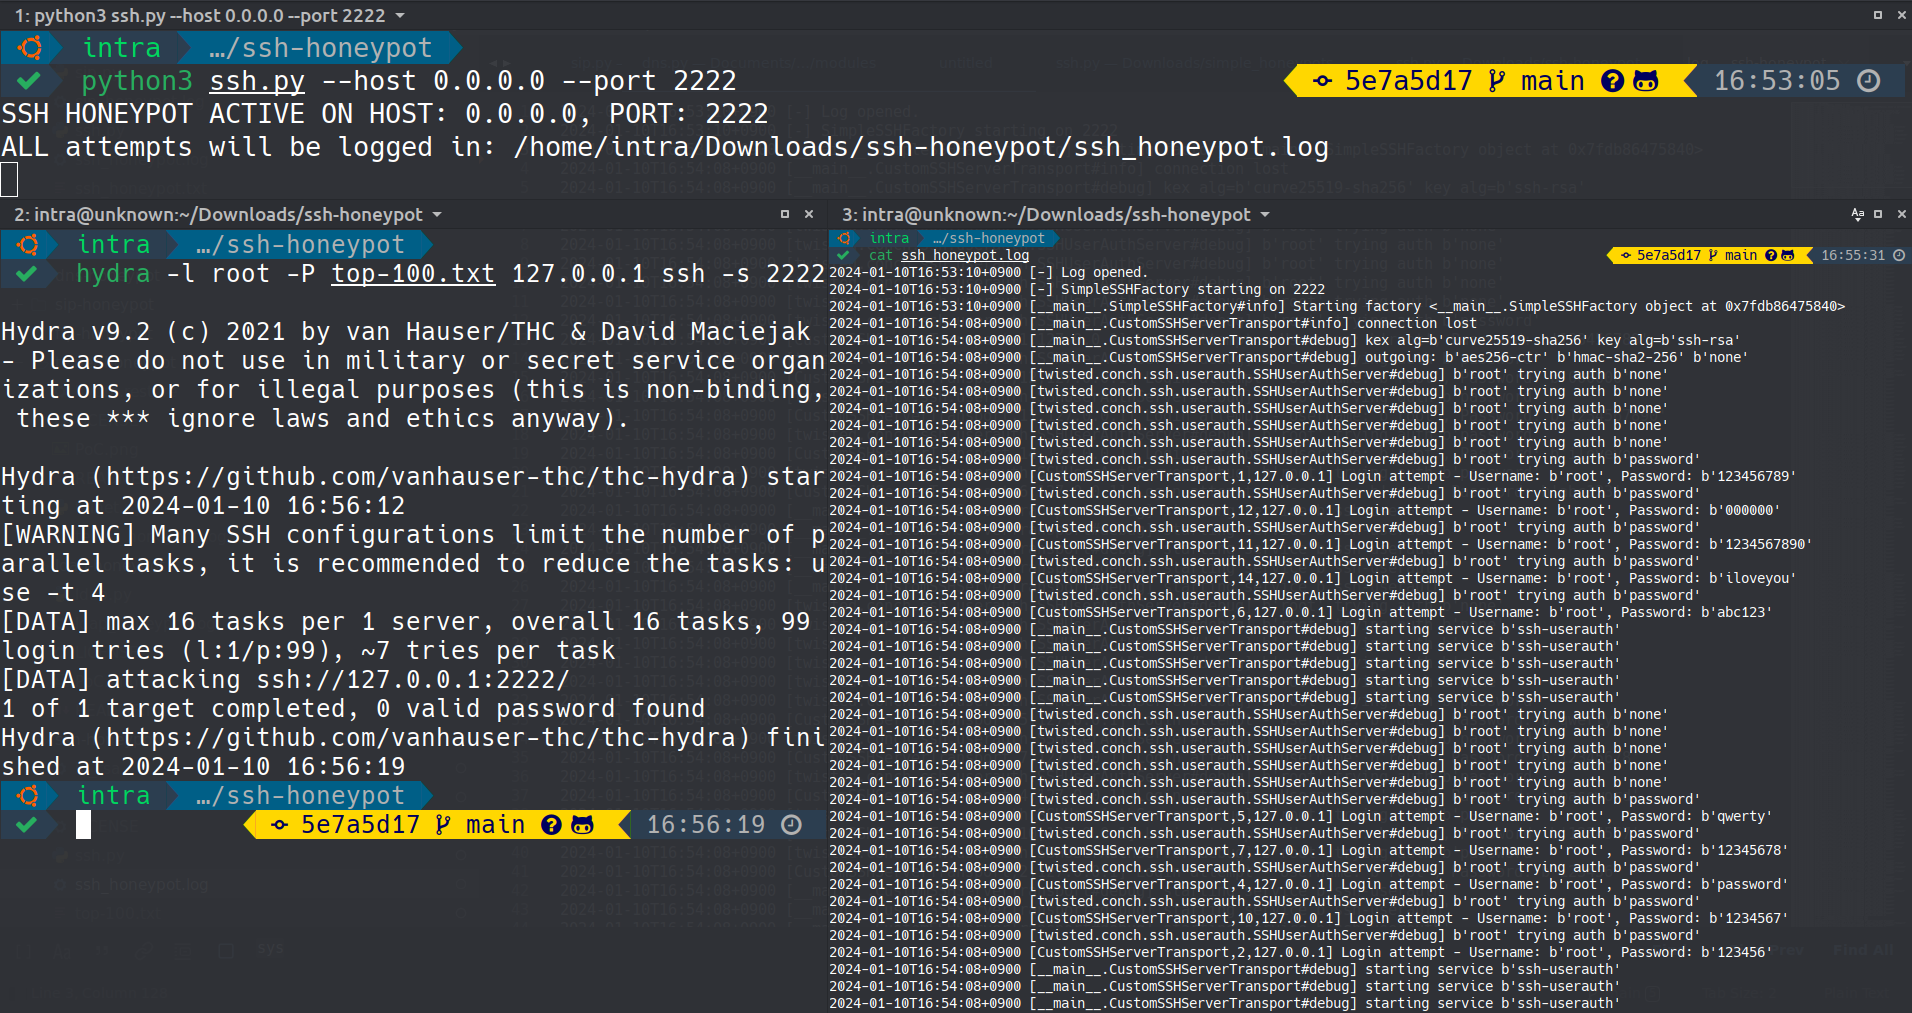 1: python3 ssh.py --host 0.0.0.0 --port 2222
intra …/ssh-honeypot
python3 ssh.py --host 0.0.0.0 --port 2222 5e7a5d17 main 16:53:05
SSH HONEYPOT ACTIVE ON HOST: 0.0.0.0, PORT: 2222
ALL attempts will be logged in: /home/intra/Downloads/ssh-honeypot/ssh_honeypot.log
2: intra@unknown:~/Downloads/ssh-honeypot
intra …/ssh-honeypot
hydra -l root -P top-100.txt 127.0.0.1 ssh -s 2222
Hydra v9.2 (c) 2021 by van Hauser/THC & David Maciejak
- Please do not use in military or secret service organ
izations, or for illegal purposes (this is non-binding,
these *** ignore laws and ethics anyway).
Hydra (https://github.com/vanhauser-thc/thc-hydra) star
ting at 2024-01-10 16:56:12
[WARNING] Many SSH configurations limit the number of p
arallel tasks, it is recommended to reduce the tasks: u
se -t 4
[DATA] max 16 tasks per 1 server, overall 16 tasks, 99
login tries (l:1/p:99), ~7 tries per task
[DATA] attacking ssh://127.0.0.1:2222/
1 of 1 target completed, 0 valid password found
Hydra (https://github.com/vanhauser-thc/thc-hydra) fini
shed at 2024-01-10 16:56:19
intra …/ssh-honeypot
5e7a5d17 main 16:56:19
3: intra@unknown:~/Downloads/ssh-honeypot
intra …/ssh-honeypot
cat ssh_honeypot.log 5e7a5d17 main 16:55:31
2024-01-10T16:53:10+0900 [-] Log opened.
2024-01-10T16:53:10+0900 [-] SimpleSSHFactory starting on 2222
2024-01-10T16:53:10+0900 [__main__.SimpleSSHFactory#info] Starting factory <__main__.SimpleSSHFactory object at 0x7fdb86475840>
2024-01-10T16:54:08+0900 [__main__.CustomSSHServerTransport#info] connection lost
2024-01-10T16:54:08+0900 [__main__.CustomSSHServerTransport#debug] kex alg=b'curve25519-sha256' key alg=b'ssh-rsa'
2024-01-10T16:54:08+0900 [__main__.CustomSSHServerTransport#debug] outgoing: b'aes256-ctr' b'hmac-sha2-256' b'none'
2024-01-10T16:54:08+0900 [twisted.conch.ssh.userauth.SSHUserAuthServer#debug] b'root' trying auth b'none'
2024-01-10T16:54:08+0900 [twisted.conch.ssh.userauth.SSHUserAuthServer#debug] b'root' trying auth b'none'
2024-01-10T16:54:08+0900 [twisted.conch.ssh.userauth.SSHUserAuthServer#debug] b'root' trying auth b'none'
2024-01-10T16:54:08+0900 [twisted.conch.ssh.userauth.SSHUserAuthServer#debug] b'root' trying auth b'none'
2024-01-10T16:54:08+0900 [twisted.conch.ssh.userauth.SSHUserAuthServer#debug] b'root' trying auth b'none'
2024-01-10T16:54:08+0900 [twisted.conch.ssh.userauth.SSHUserAuthServer#debug] b'root' trying auth b'password'
2024-01-10T16:54:08+0900 [CustomSSHServerTransport,1,127.0.0.1] Login attempt - Username: b'root', Password: b'123456789'
2024-01-10T16:54:08+0900 [twisted.conch.ssh.userauth.SSHUserAuthServer#debug] b'root' trying auth b'password'
2024-01-10T16:54:08+0900 [CustomSSHServerTransport,12,127.0.0.1] Login attempt - Username: b'root', Password: b'000000'
2024-01-10T16:54:08+0900 [twisted.conch.ssh.userauth.SSHUserAuthServer#debug] b'root' trying auth b'password'
2024-01-10T16:54:08+0900 [CustomSSHServerTransport,11,127.0.0.1] Login attempt - Username: b'root', Password: b'1234567890'
2024-01-10T16:54:08+0900 [twisted.conch.ssh.userauth.SSHUserAuthServer#debug] b'root' trying auth b'password'
2024-01-10T16:54:08+0900 [CustomSSHServerTransport,14,127.0.0.1] Login attempt - Username: b'root', Password: b'iloveyou'
2024-01-10T16:54:08+0900 [twisted.conch.ssh.userauth.SSHUserAuthServer#debug] b'root' trying auth b'password'
2024-01-10T16:54:08+0900 [CustomSSHServerTransport,6,127.0.0.1] Login attempt - Username: b'root', Password: b'abc123'
2024-01-10T16:54:08+0900 [__main__.CustomSSHServerTransport#debug] starting service b'ssh-userauth'
2024-01-10T16:54:08+0900 [__main__.CustomSSHServerTransport#debug] starting service b'ssh-userauth'
2024-01-10T16:54:08+0900 [__main__.CustomSSHServerTransport#debug] starting service b'ssh-userauth'
2024-01-10T16:54:08+0900 [__main__.CustomSSHServerTransport#debug] starting service b'ssh-userauth'
2024-01-10T16:54:08+0900 [__main__.CustomSSHServerTransport#debug] starting service b'ssh-userauth'
2024-01-10T16:54:08+0900 [twisted.conch.ssh.userauth.SSHUserAuthServer#debug] b'root' trying auth b'none'
2024-01-10T16:54:08+0900 [twisted.conch.ssh.userauth.SSHUserAuthServer#debug] b'root' trying auth b'none'
2024-01-10T16:54:08+0900 [twisted.conch.ssh.userauth.SSHUserAuthServer#debug] b'root' trying auth b'none'
2024-01-10T16:54:08+0900 [twisted.conch.ssh.userauth.SSHUserAuthServer#debug] b'root' trying auth b'none'
2024-01-10T16:54:08+0900 [twisted.conch.ssh.userauth.SSHUserAuthServer#debug] b'root' trying auth b'none'
2024-01-10T16:54:08+0900 [twisted.conch.ssh.userauth.SSHUserAuthServer#debug] b'root' trying auth b'password'
2024-01-10T16:54:08+0900 [CustomSSHServerTransport,5,127.0.0.1] Login attempt - Username: b'root', Password: b'qwerty'
2024-01-10T16:54:08+0900 [twisted.conch.ssh.userauth.SSHUserAuthServer#debug] b'root' trying auth b'password'
2024-01-10T16:54:08+0900 [CustomSSHServerTransport,7,127.0.0.1] Login attempt - Username: b'root', Password: b'12345678'
2024-01-10T16:54:08+0900 [twisted.conch.ssh.userauth.SSHUserAuthServer#debug] b'root' trying auth b'password'
2024-01-10T16:54:08+0900 [CustomSSHServerTransport,4,127.0.0.1] Login attempt - Username: b'root', Password: b'password'
2024-01-10T16:54:08+0900 [twisted.conch.ssh.userauth.SSHUserAuthServer#debug] b'root' trying auth b'password'
2024-01-10T16:54:08+0900 [CustomSSHServerTransport,10,127.0.0.1] Login attempt - Username: b'root', Password: b'1234567'
2024-01-10T16:54:08+0900 [twisted.conch.ssh.userauth.SSHUserAuthServer#debug] b'root' trying auth b'password'
2024-01-10T16:54:08+0900 [CustomSSHServerTransport,2,127.0.0.1] Login attempt - Username: b'root', Password: b'123456'
2024-01-10T16:54:08+0900 [__main__.CustomSSHServerTransport#debug] starting service b'ssh-userauth'
2024-01-10T16:54:08+0900 [__main__.CustomSSHServerTransport#debug] starting service b'ssh-userauth'
2024-01-10T16:54:08+0900 [__main__.CustomSSHServerTransport#debug] starting service b'ssh-userauth'